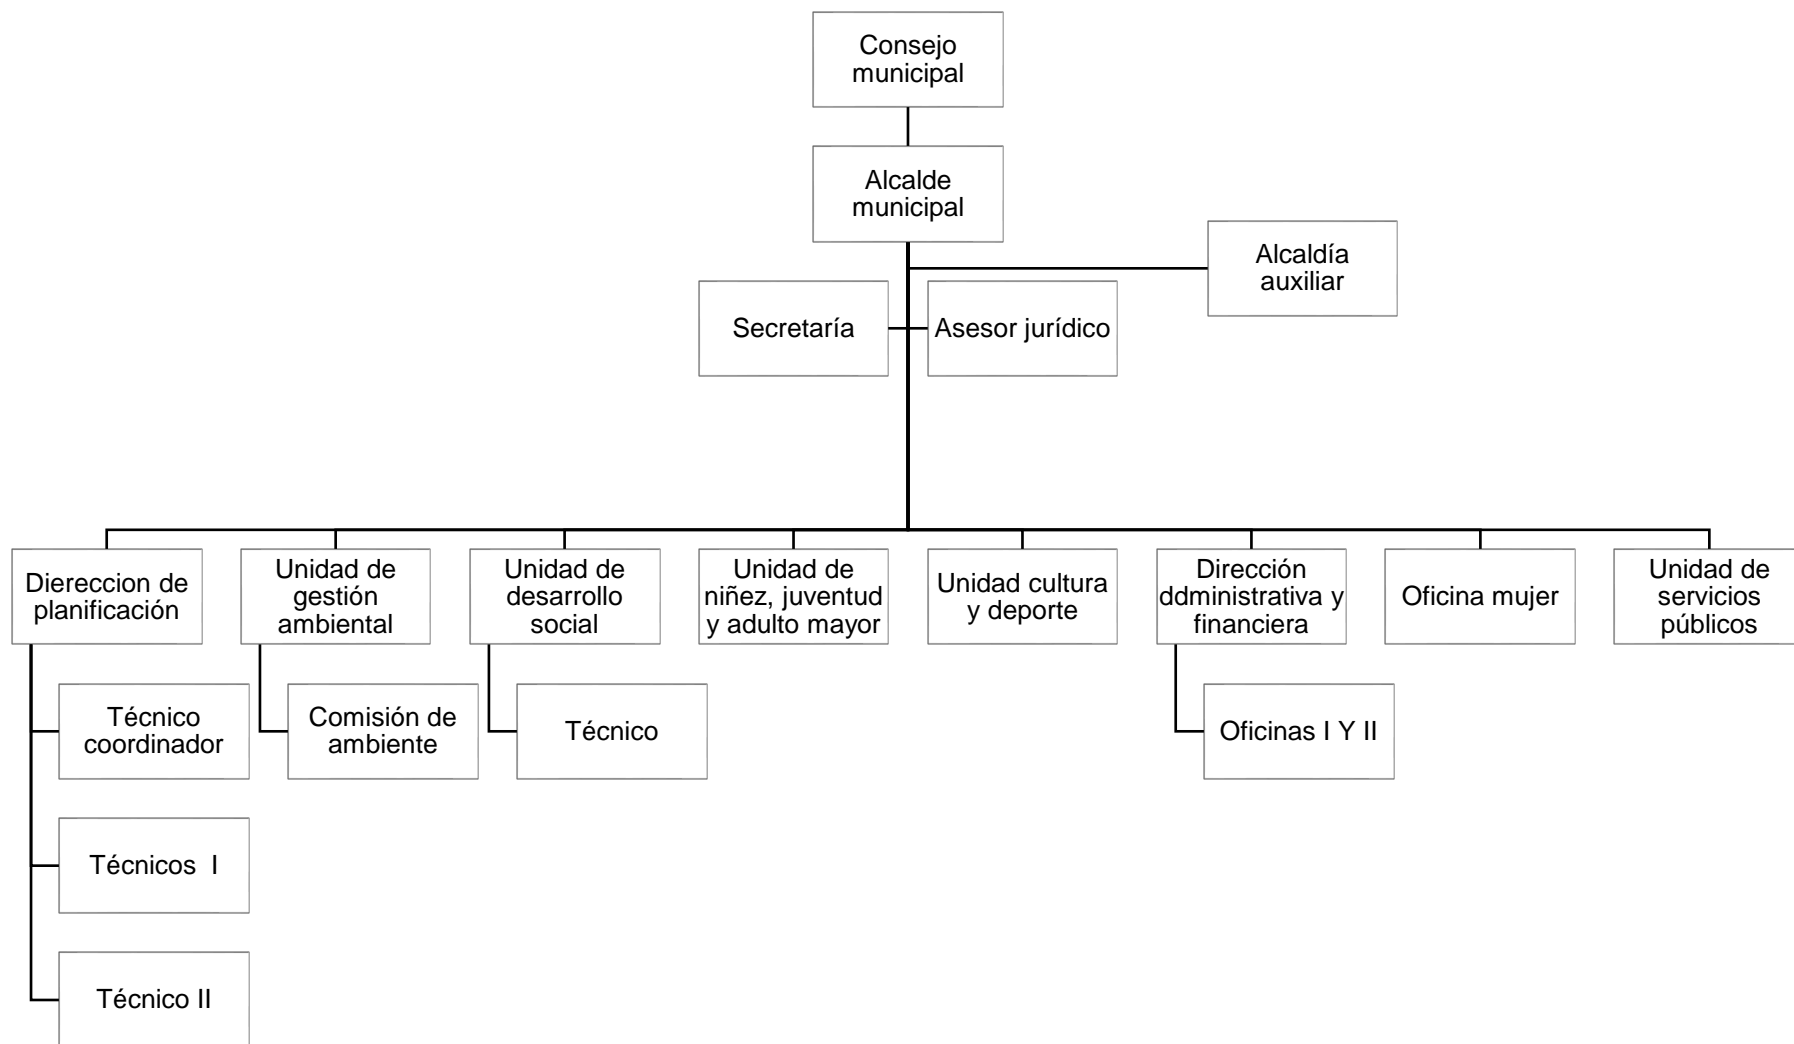 Consejo
municipal
Alcalde
municipal
Alcaldía
auxiliar
Secretaría
Asesor jurídico
Diereccion de
planificación
Unidad de
gestión
ambiental
Unidad de
desarrollo
social
Unidad de
niñez, juventud
y adulto mayor
Unidad cultura
y deporte
Dirección
ddministrativa y
financiera
Oficina mujer
Unidad de
servicios
públicos
Técnico
coordinador
Comisión de
ambiente
Técnico
Oficinas I Y II
Técnicos  I
Técnico II